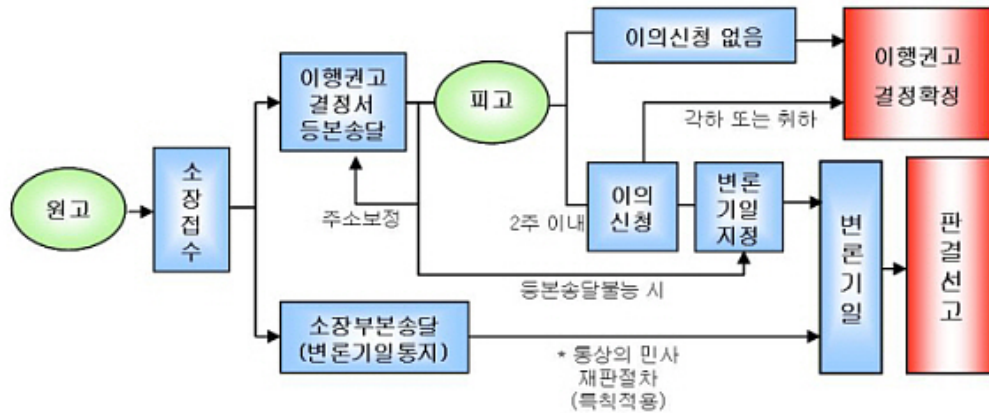 이의신청 없음
이행권고
결정확정
이행권고
결정서
등본송달
피고
각하 또는 취하
소
장
접
수
원고
주소보정
2주 이내
이의
신청
변론
기일
지정
변
론
기
일
판
결
선
고
등본송달불능 시
소장부본송달
(변론기일통지)
* 통상의 민사
재판절차
(특칙적용)